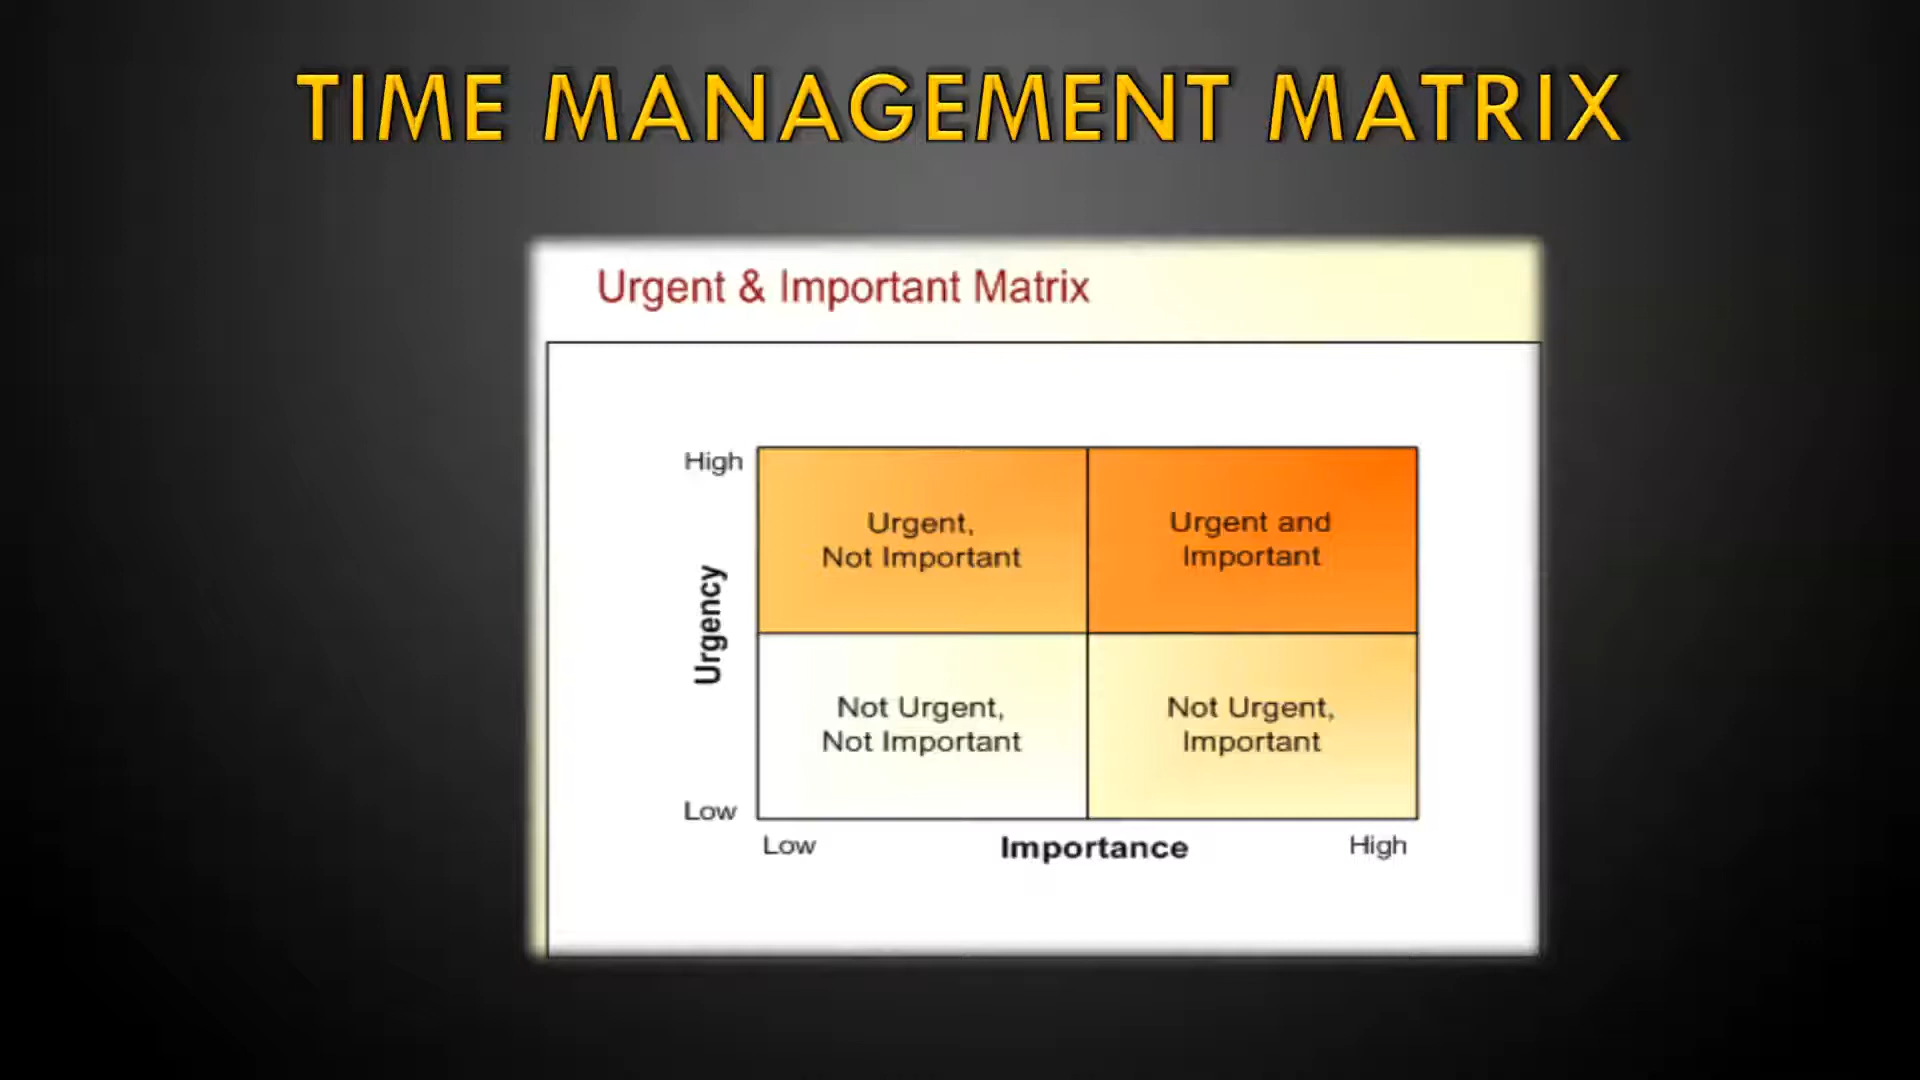 TIME MANAGEMENT MATRIX
Urgent & Important Matrix
High
Urgent,
Not Important
Urgent and
Important
Urgency
Not Urgent,
Not Important
Not Urgent,
Important
Low
Low
Importance
High